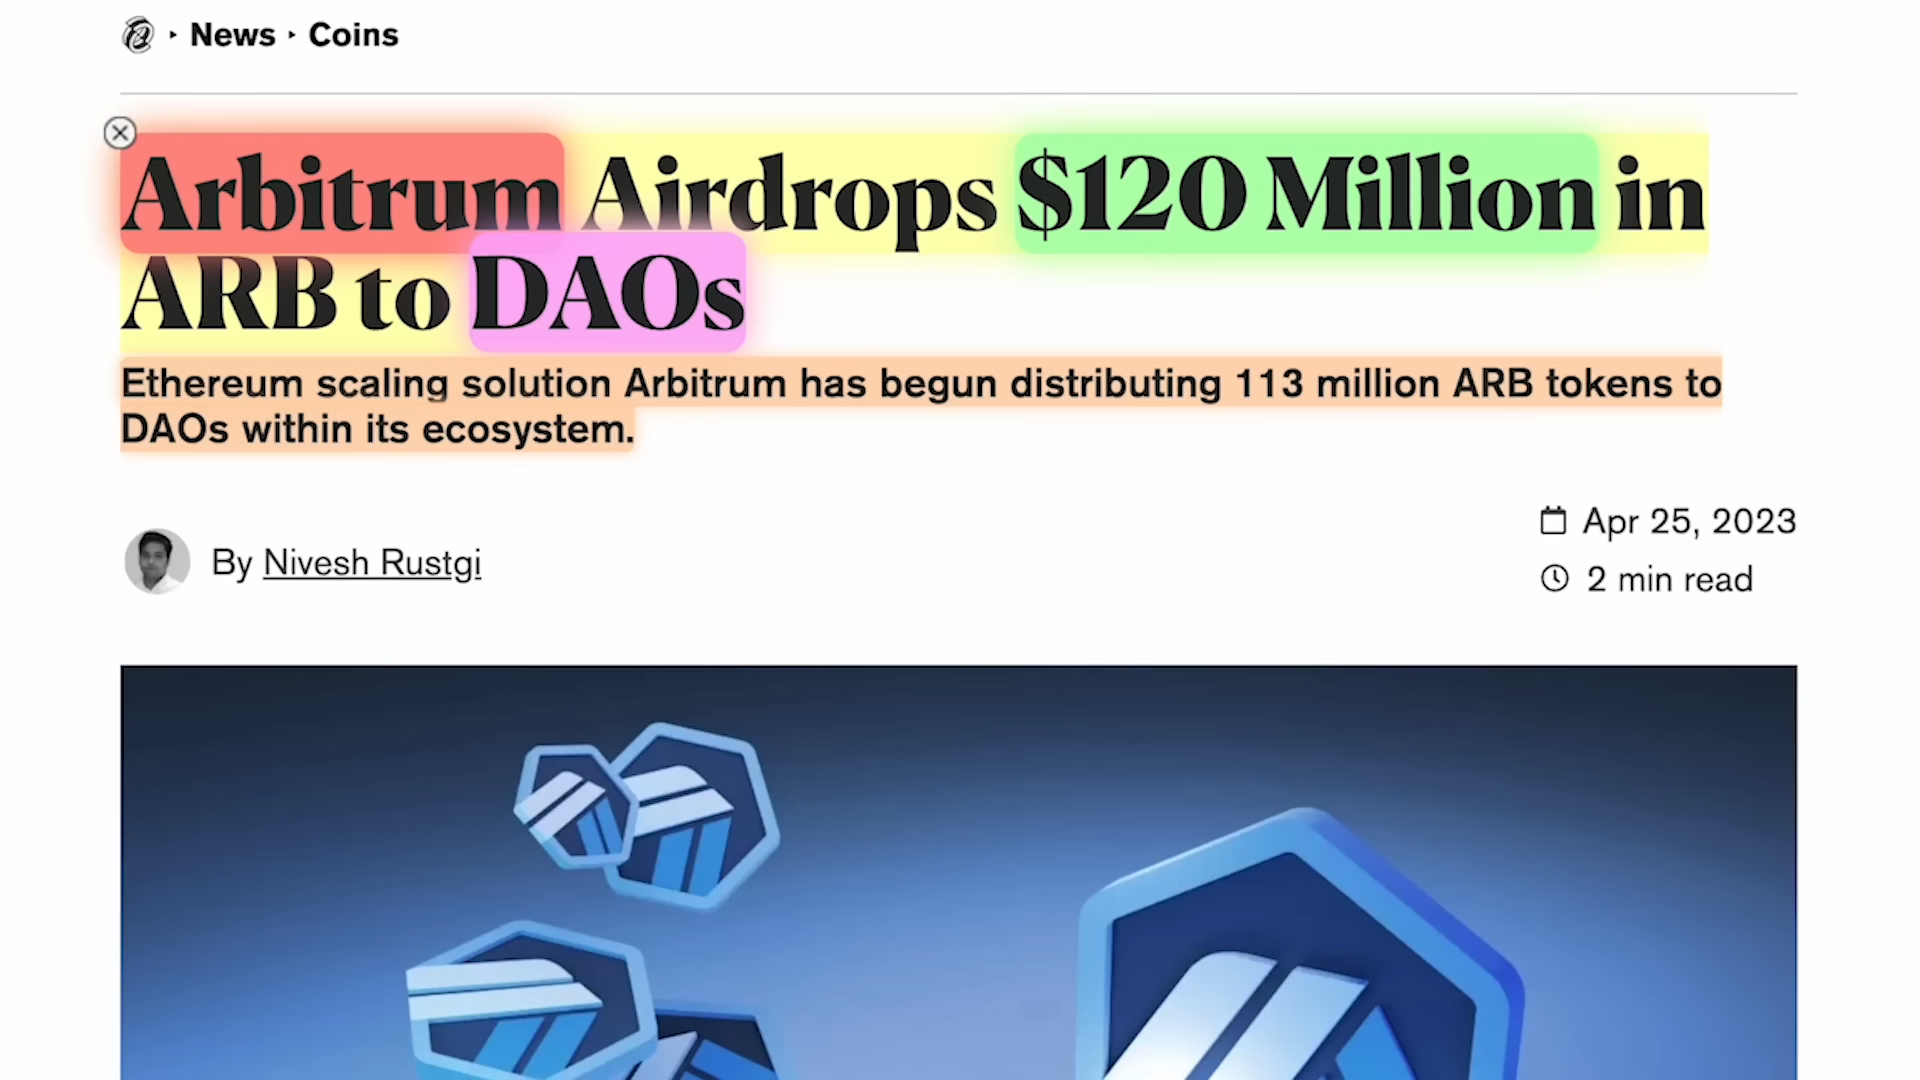 News ‣ Coins
Arbitrum Airdrops $120 Million in
ARB to DAOs
Ethereum scaling solution Arbitrum has begun distributing 113 million ARB tokens to
DAOs within its ecosystem.
By Nivesh Rustgi
Apr 25, 2023
2 min read